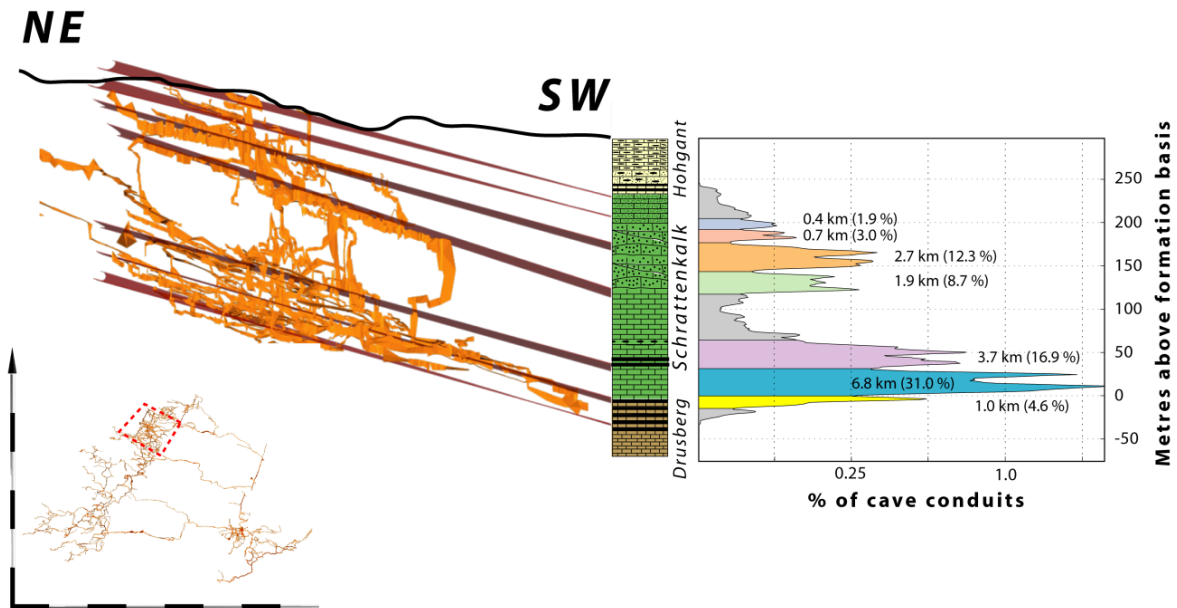 NE
SW
Hohgant
Schrattenkalk
Drusberg
0.4 km (1.9 %)
0.7 km (3.0 %)
2.7 km (12.3 %)
1.9 km (8.7 %)
3.7 km (16.9 %)
6.8 km (31.0 %)
1.0 km (4.6 %)
250
200
150
100
50
0
-50
Metres above formation basis
0.25
1.0
% of cave conduits